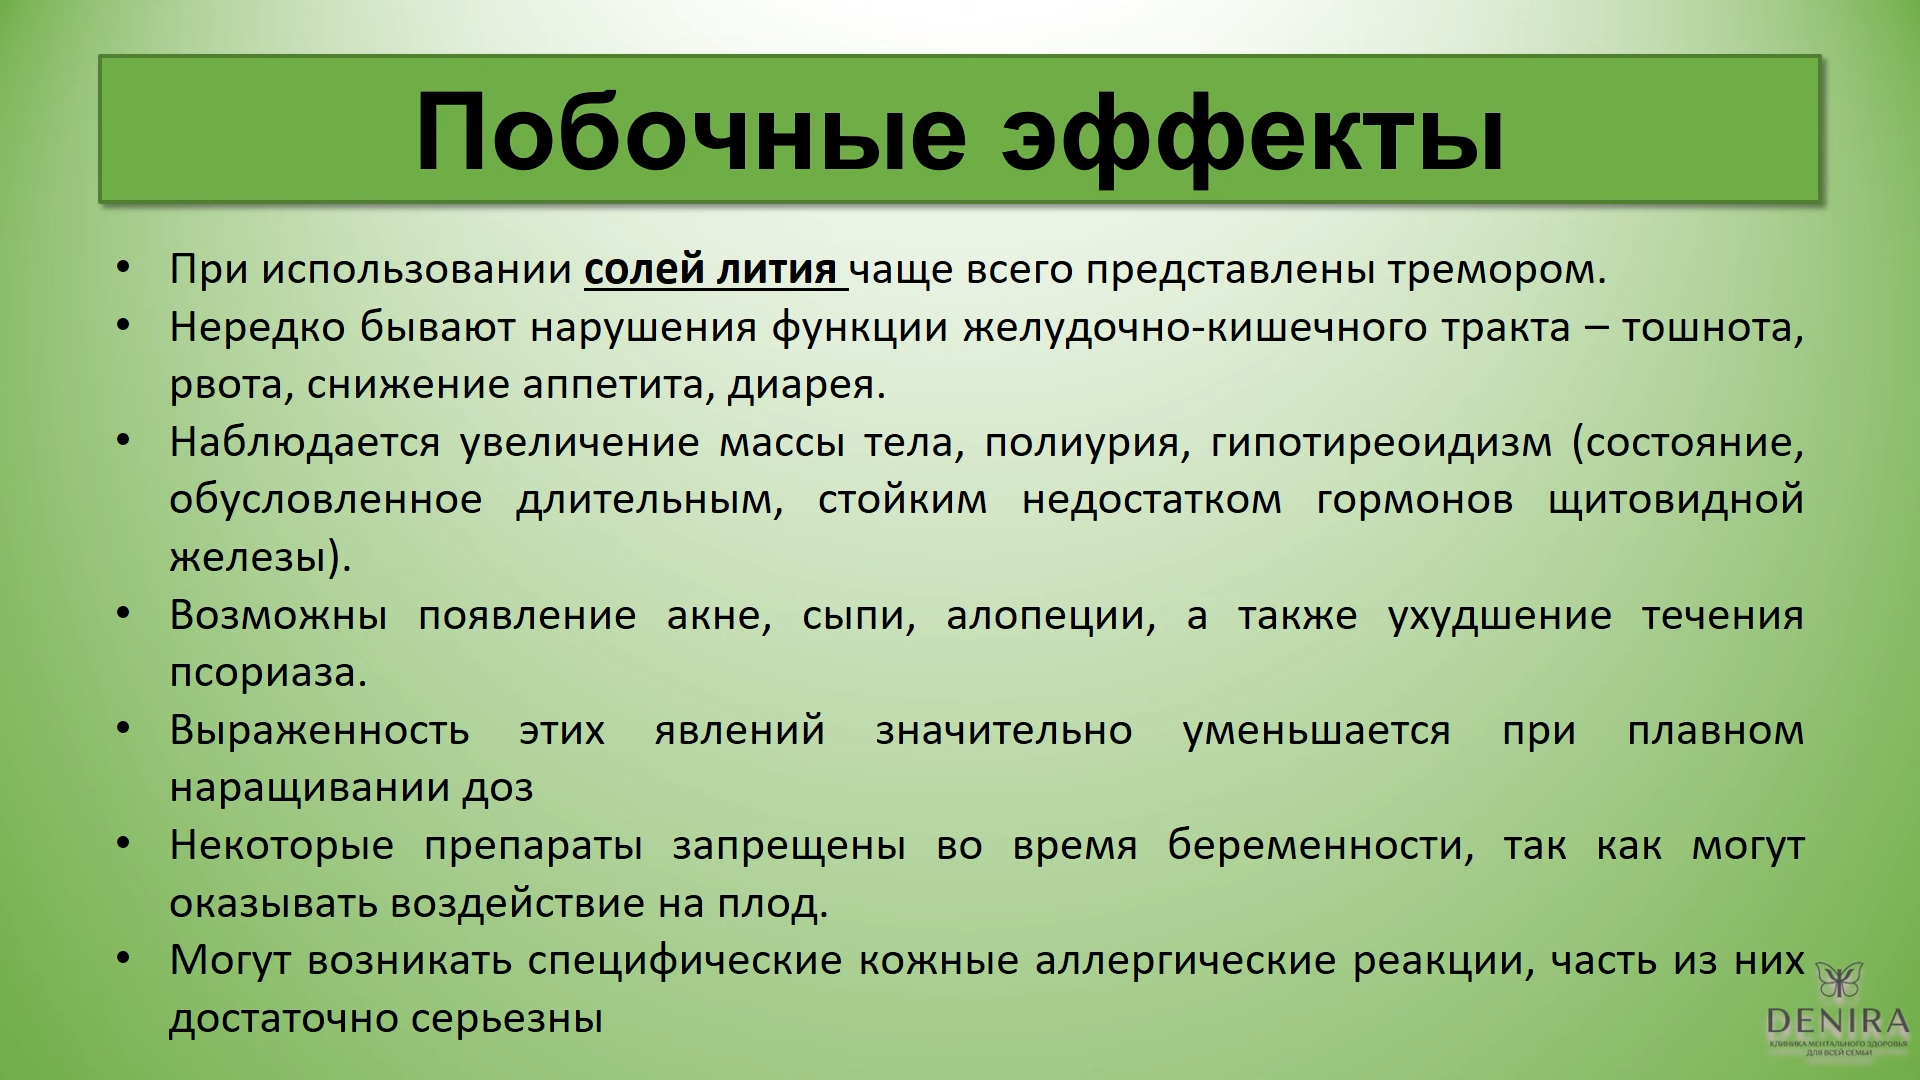 Побочные эффекты
• При использовании солей лития чаще всего представлены тремором.
• Нередко бывают нарушения функции желудочно-кишечного тракта – тошнота,
рвота, снижение аппетита, диарея.
• Наблюдается увеличение массы тела, полиурия, гипотиреоидизм (состояние,
обусловленное длительным, стойким недостатком гормонов щитовидной
железы).
• Возможны появление акне, сыпи, алопеции, а также ухудшение течения
псориаза.
• Выраженность этих явлений значительно уменьшается при плавном
наращивании доз
• Некоторые препараты запрещены во время беременности, так как могут
оказывать воздействие на плод.
• Могут возникать специфические кожные аллергические реакции, часть из них
достаточно серьезны
DENIRA
КЛИНИКА МЕНТАЛЬНОГО ЗДОРОВЬЯ
ДЛЯ ВСЕЙ СЕМЬИ